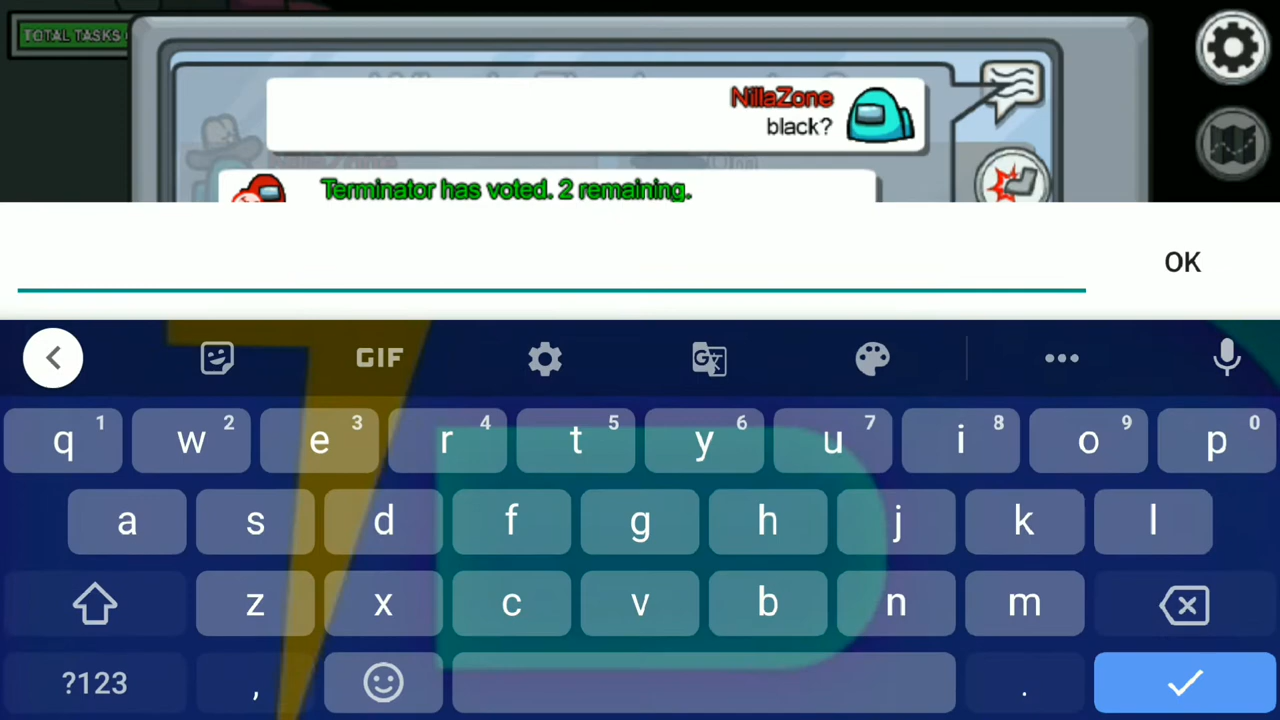 TOTAL TASKS
NillaZone
black?
Terminator has voted. 2 remaining.
OK
GIF
q 1 w 2 e 3 r 4 t 5 y 6 u 7 i 8 o 9 p 0
a s d f g h j k l
z x c v b n m
?123 , .